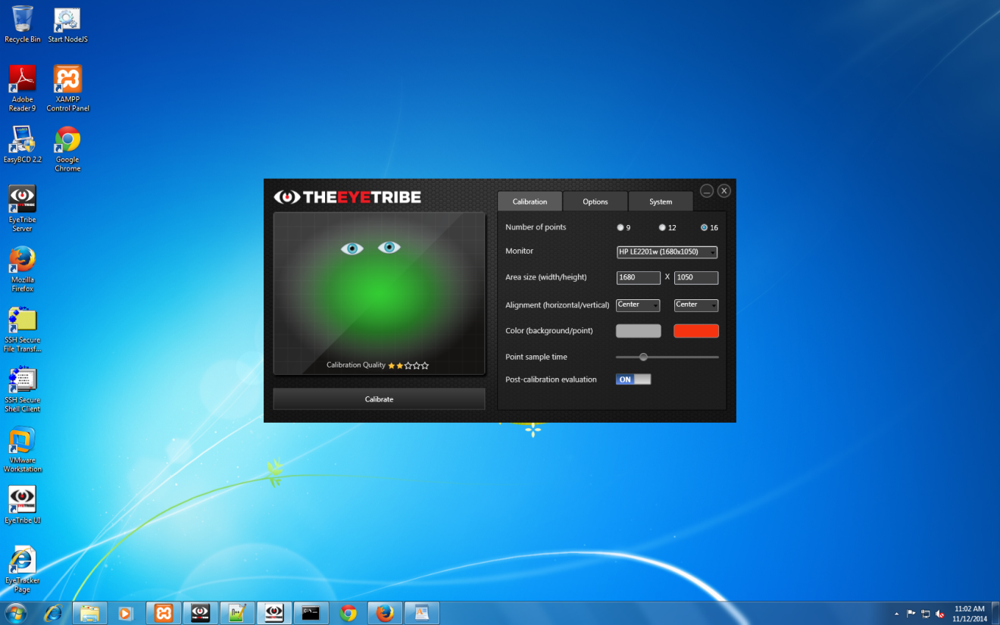 Recycle Bin
Start NodeJS
Adobe
Reader 9
XAMPP
Control Panel
EasyBCD 2.2
Google
Chrome
EyeTribe
Server
Mozilla
Firefox
SSH Secure
File Transf...
SSH Secure
Shell Client
VMware
Workstation
EyeTribe UI
EyeTracker
Page
THEEYETRIBE
Calibration Quality
Calibrate
Calibration
Options
System
X
Number of points
9
12
16
Monitor
HP LE2201w (1680x1050)
Area size (width/height)
1680 X 1050
Alignment (horizontal/vertical)
Center
Center
Color (background/point)
Point sample time
Post-calibration evaluation
ON
11:02 AM
11/12/2014